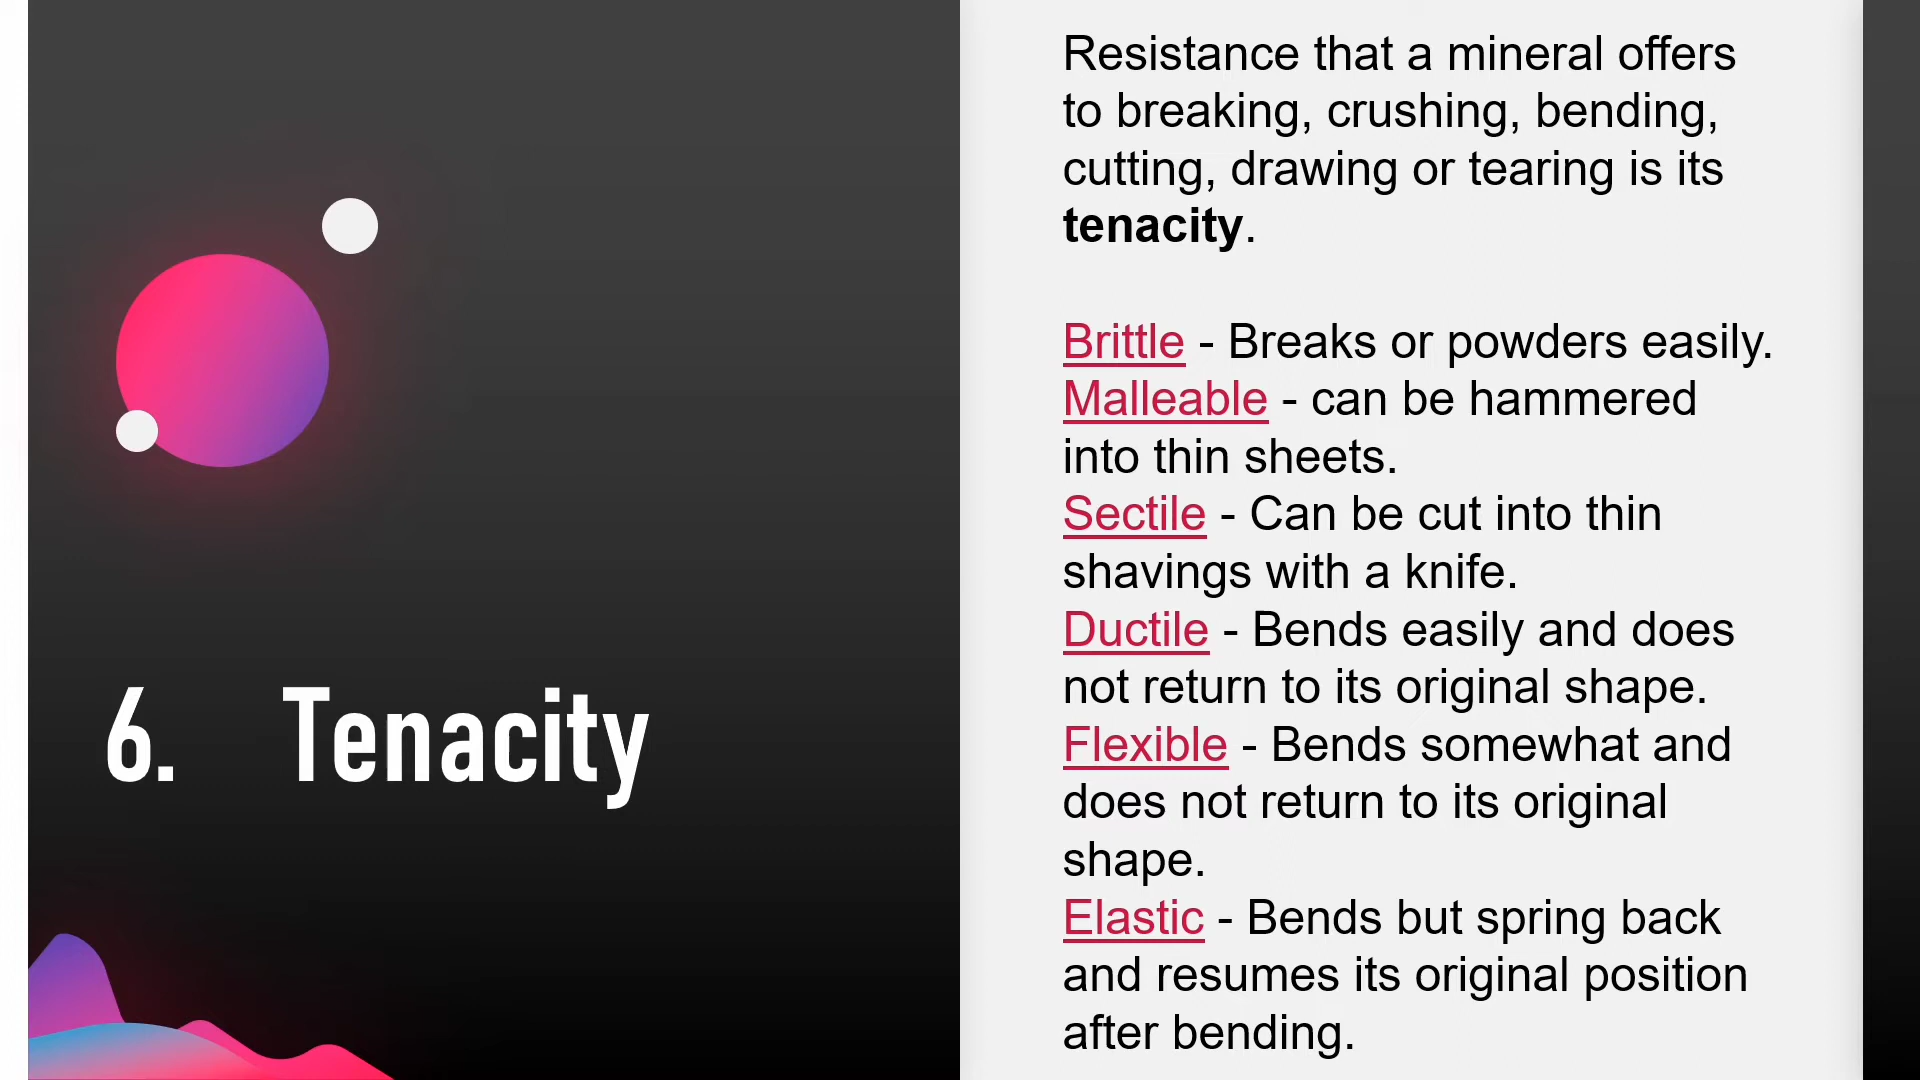 6. Tenacity
Resistance that a mineral offers
to breaking, crushing, bending,
cutting, drawing or tearing is its
tenacity.
Brittle - Breaks or powders easily.
Malleable - can be hammered
into thin sheets.
Sectile - Can be cut into thin
shavings with a knife.
Ductile - Bends easily and does
not return to its original shape.
Flexible - Bends somewhat and
does not return to its original
shape.
Elastic - Bends but spring back
and resumes its original position
after bending.